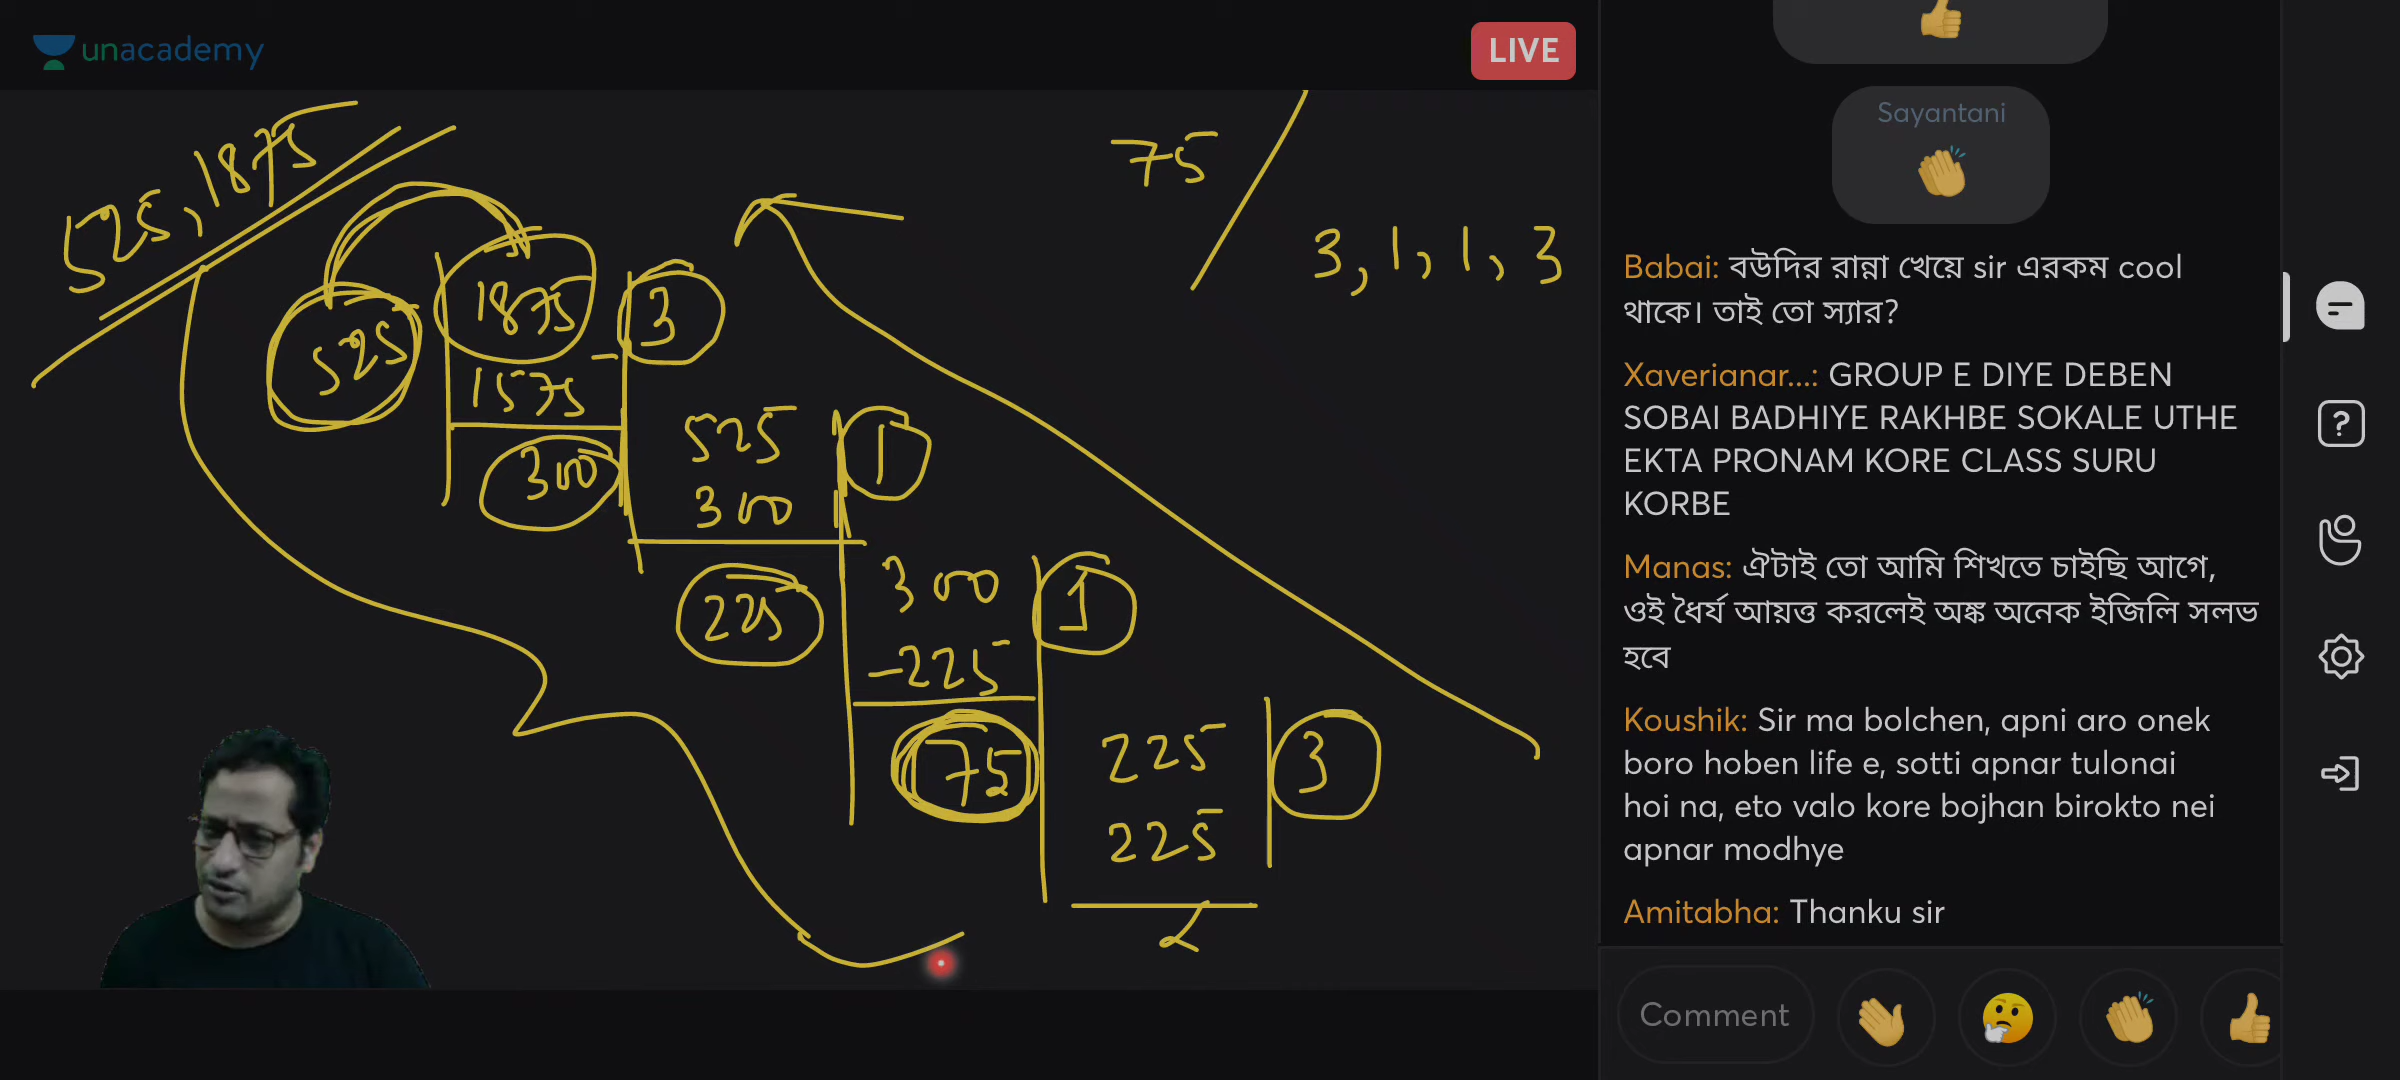 unacademy
LIVE
525, 1875
75
3, 1, 1, 3
525
1875
3
1575
300
525
1
300
225
300
1
-225
75
225
3
225
Sayantani
Babai: বউদির রান্না খেয়ে sir এরকম cool
থাকে। তাই তো স্যার?
Xaverianar...: GROUP E DIYE DEBEN
SOBAI BADHIYE RAKHBE SOKALE UTHE
EKTA PRONAM KORE CLASS SURU
KORBE
Manas: ঐটাই তো আমি শিখতে চাইছি আগে,
ওই ধৈর্য আয়ত্ত করলেই অঙ্ক অনেক ইজিলি সলভ
হবে
Koushik: Sir ma bolchen, apni aro onek
boro hoben life e, sotti apnar tulonai
hoi na, eto valo kore bojhan birokto nei
apnar modhye
Amitabha: Thanku sir
Comment